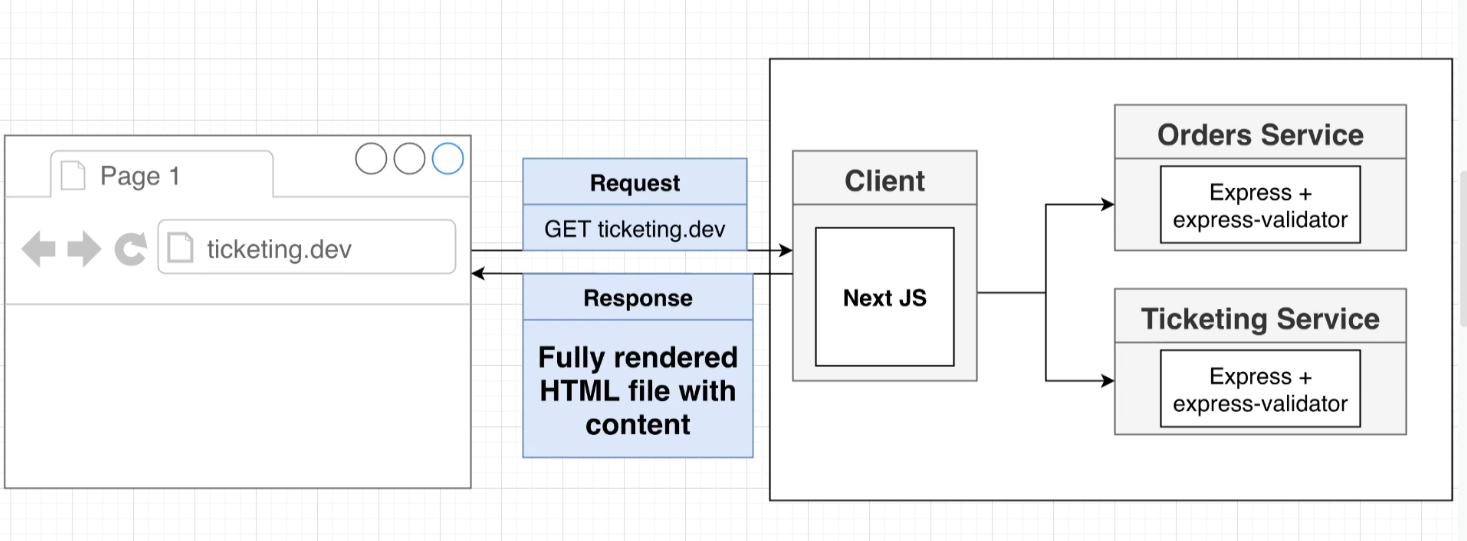 Page 1
ticketing.dev
Request
GET ticketing.dev
Response
Fully rendered
HTML file with
content
Client
Next JS
Orders Service
Express +
express-validator
Ticketing Service
Express +
express-validator